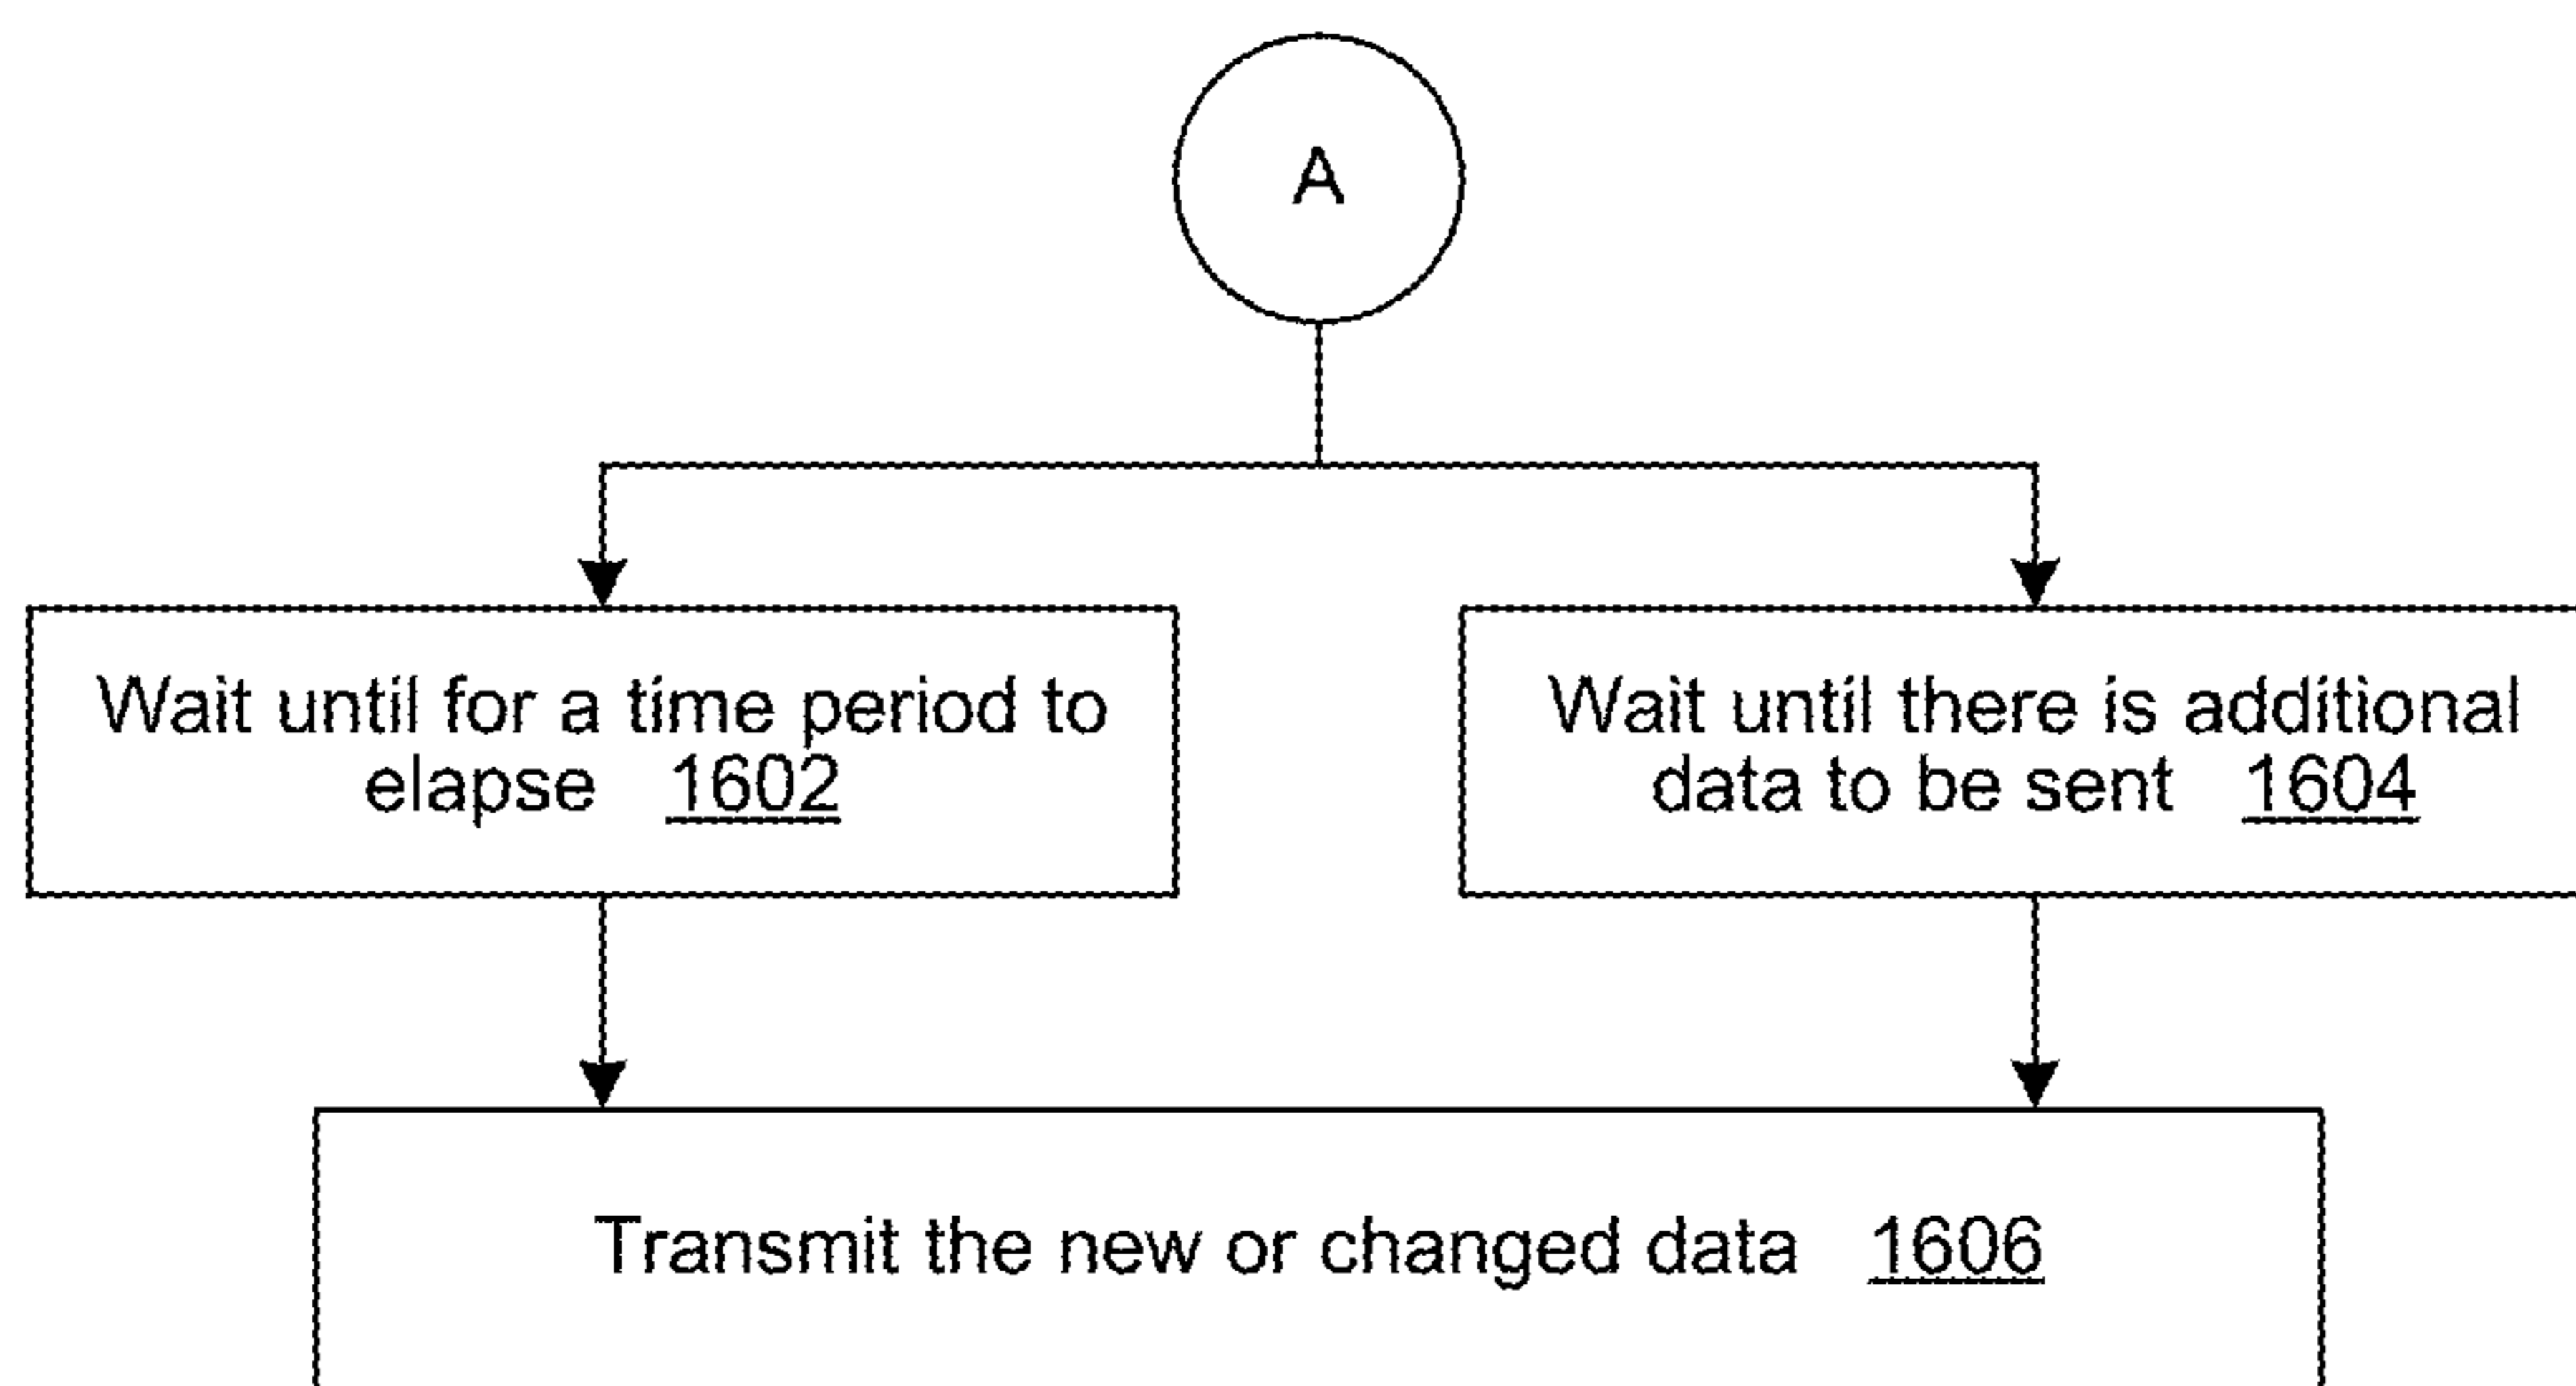 A
Wait until for a time period to
elapse 1602
Wait until there is additional
data to be sent 1604
Transmit the new or changed data 1606